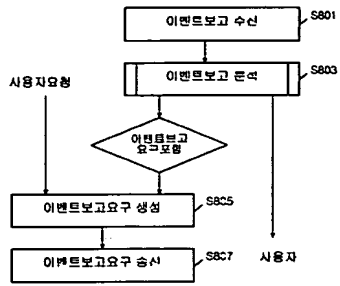 이벤트보고 수신
S801
이벤트보고 분석
S803
사용자요청
이벤트보고
요구포함
이벤트보고요구 생성
S805
이벤트보고요구 송신
S807
사용자